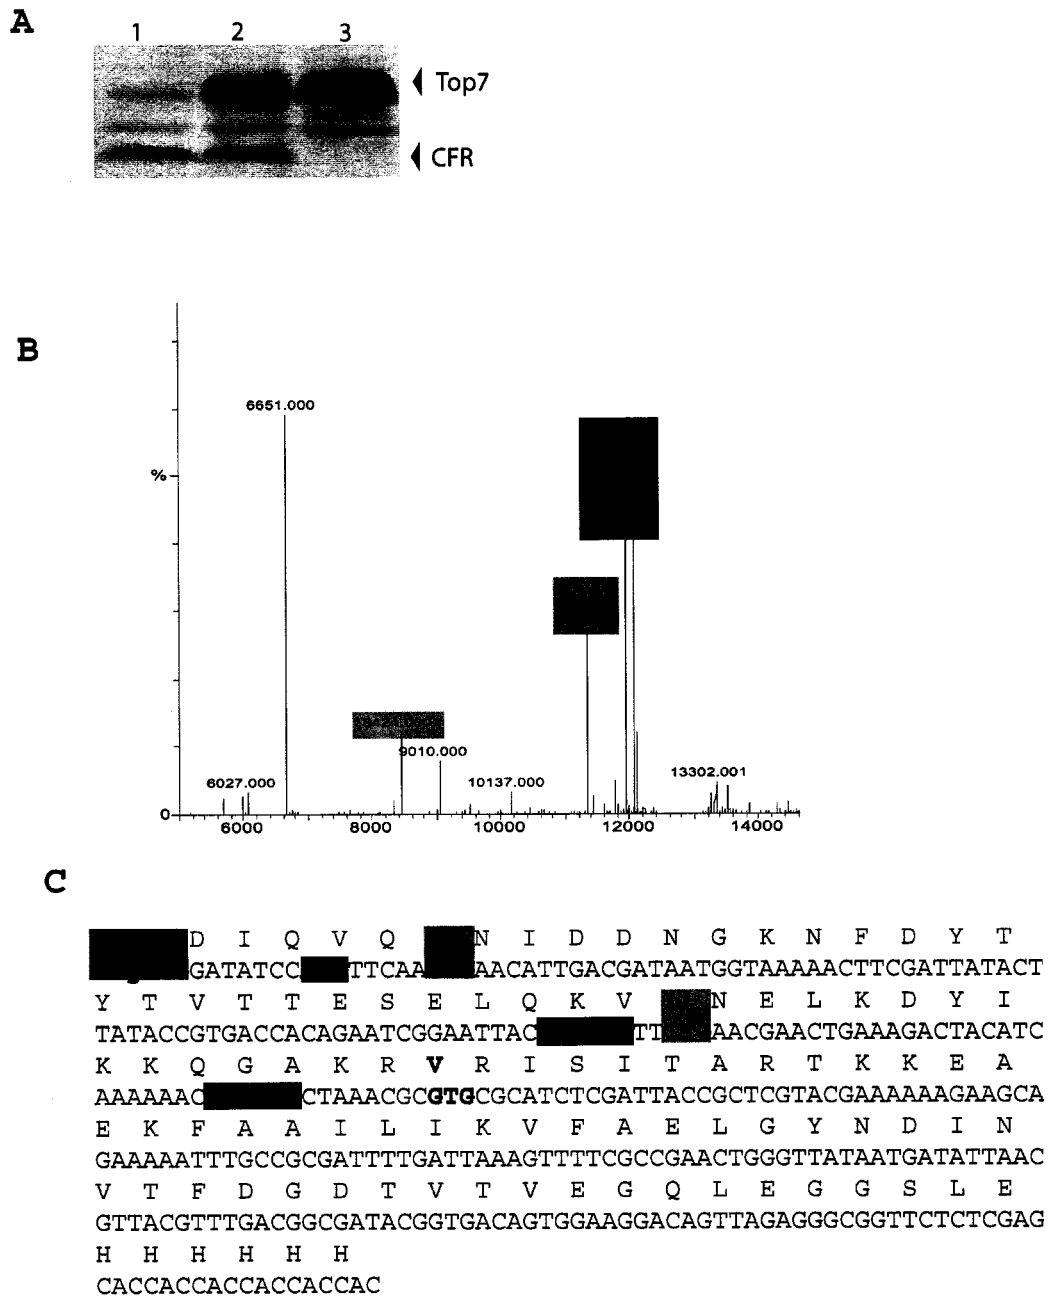 A
1 2 3
Top7
CFR
B
6651.000
%
9010.000
6027.000
10137.000
13302.001
0
6000 8000 10000 12000 14000
C
D I Q V Q N I D D N G K N F D Y T
GATATCC TTCAA AACATTGACGATAATGGTAAAAACTTCGATTATACT
Y T V T T E S E L Q K V N E L K D Y I
TATACCGTGACCACAGAATCGGAATTAC TT AACGAACTGAAAGACTACATC
K K Q G A K R V R I S I T A R T K K E A
AAAAAAC CTAAACGCGTGCGCATCTCGATTACCGCTCGTACGAAAAAAGAAGCA
E K F A A I L I K V F A E L G Y N D I N
GAAAAATTTGCCGCGATTTTGATTAAAGTTTTCGCCGAACTGGGTTATAATGATATTAAC
V T F D G D T V T V E G Q L E G G S L E
GTTACGTTTGACGGCGATACGGTGACAGTGGAAGGACAGTTAGAGGGCGGTTCTCTCGAG
H H H H H H
CACCACCACCACCACCAC